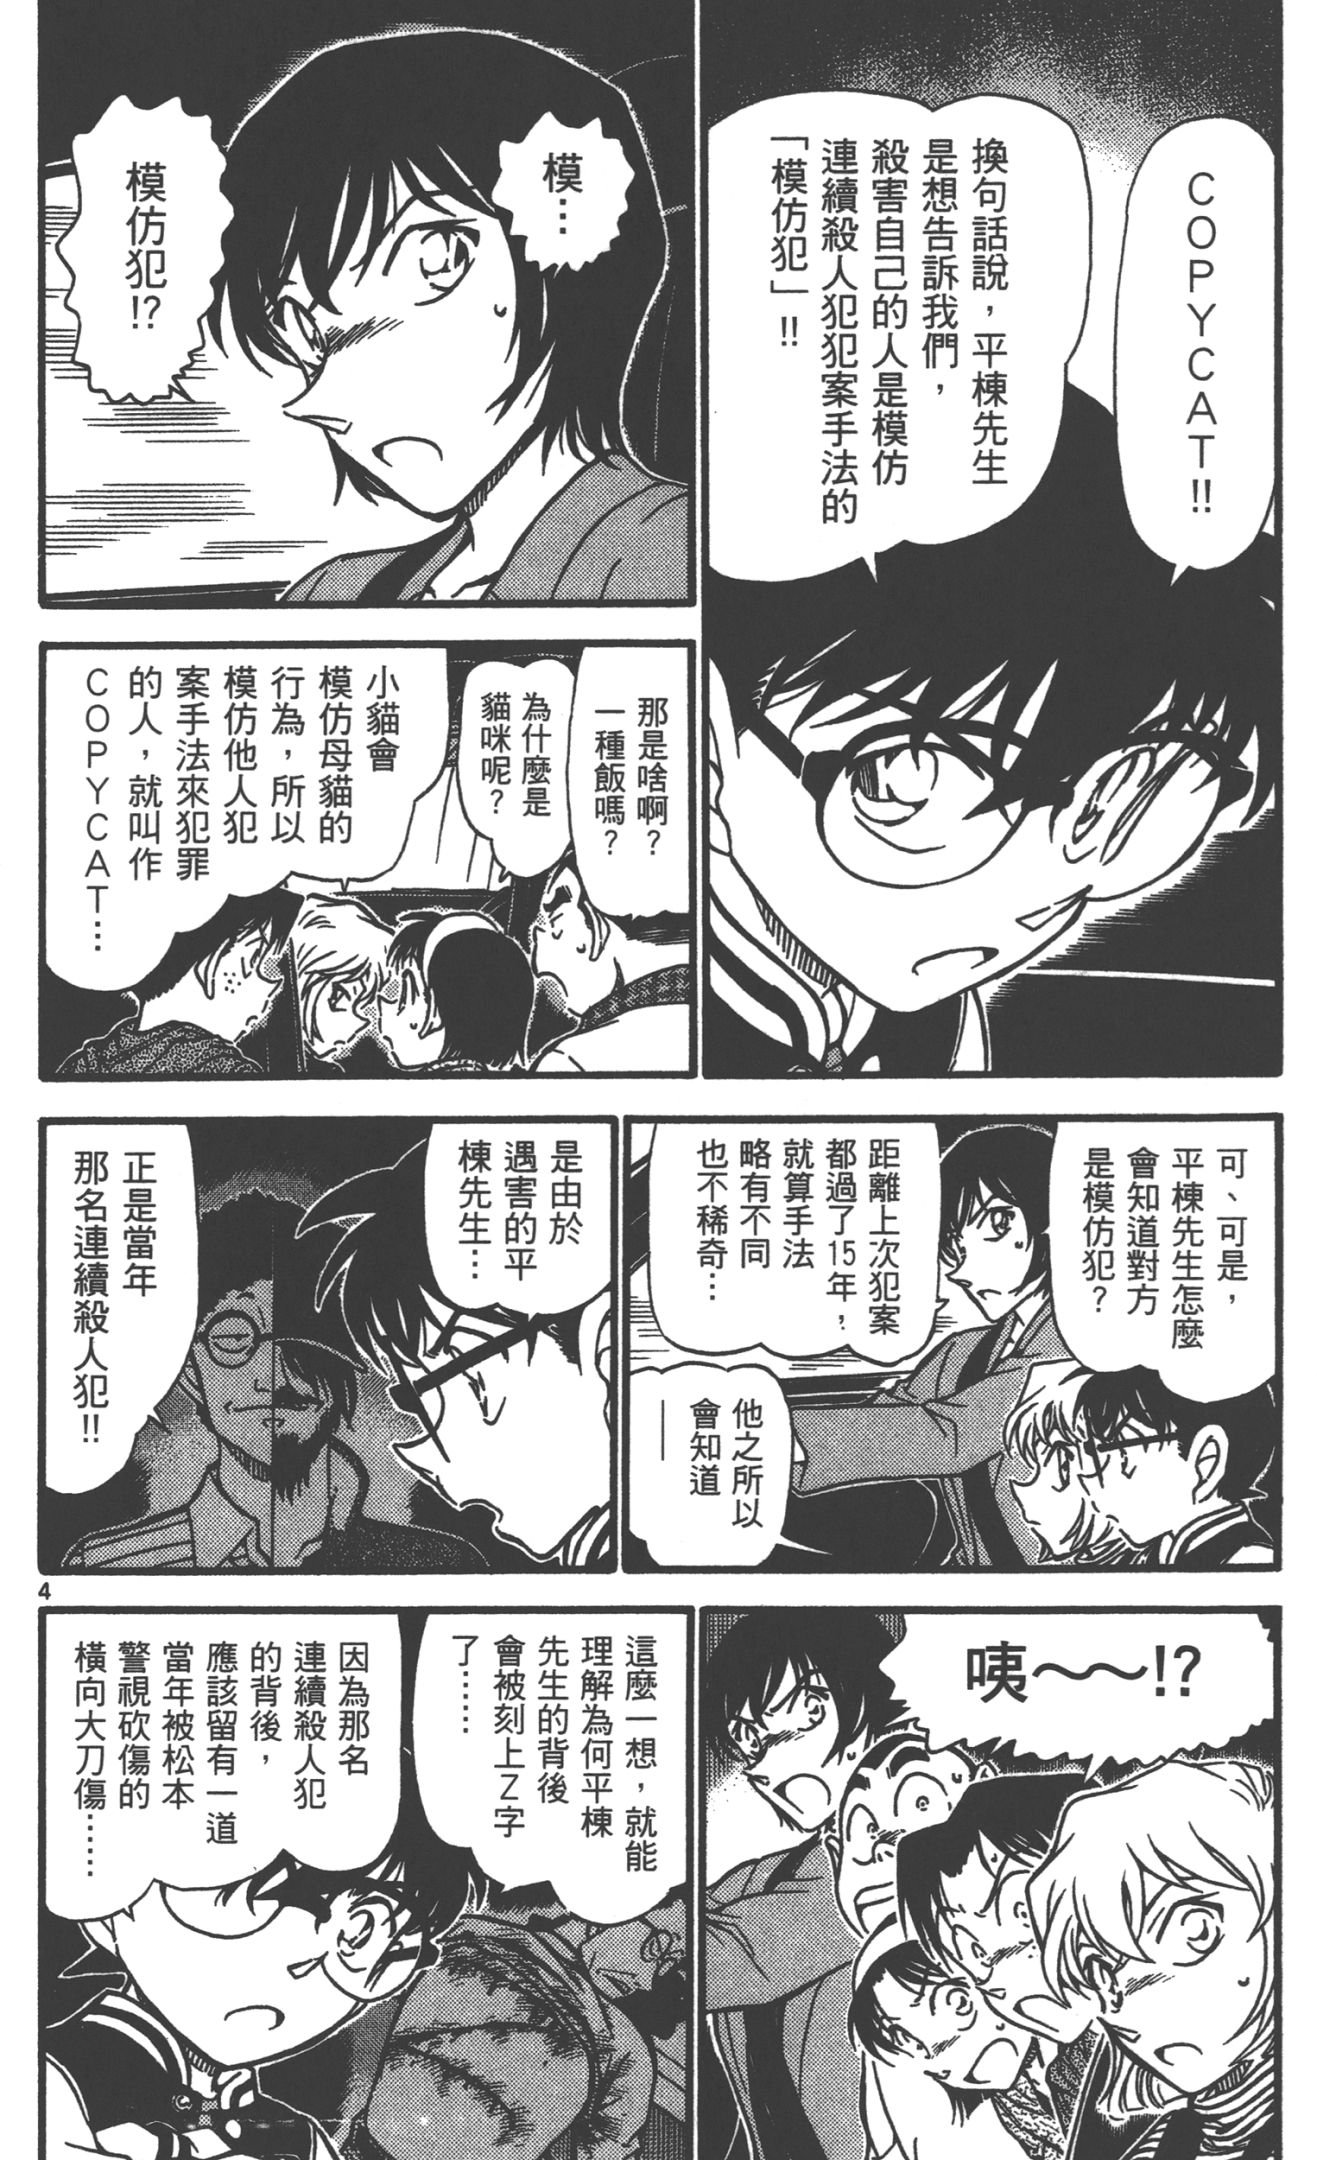 COPYCAT!!
換句話說，平棟先生
是想告訴我們，
殺害自己的人是模仿
連續殺人犯犯案手法的
「模仿犯」!!
模…
模仿犯!?
那是啥啊？
一種飯嗎？
為什麼是
貓咪呢？
小貓會
模仿母貓的
行為，所以
模仿他人犯
案手法來犯罪
的人，就叫作
COPYCAT…
可、可是，
平棟先生怎麼
會知道對方
是模仿犯？
距離上次犯案
都過了15年，
就算手法
略有不同
也不稀奇…
他之所以
會知道
——
是由於
遇害的平
棟先生…
正是當年
那名連續殺人犯!!
4
咦～～!?
這麼一想，就能
理解為何平棟
先生的背後
會被刻上Z字
了……
因為那名
連續殺人犯
的背後，
應該留有一道
當年被松本
警視砍傷的
橫向大刀傷……